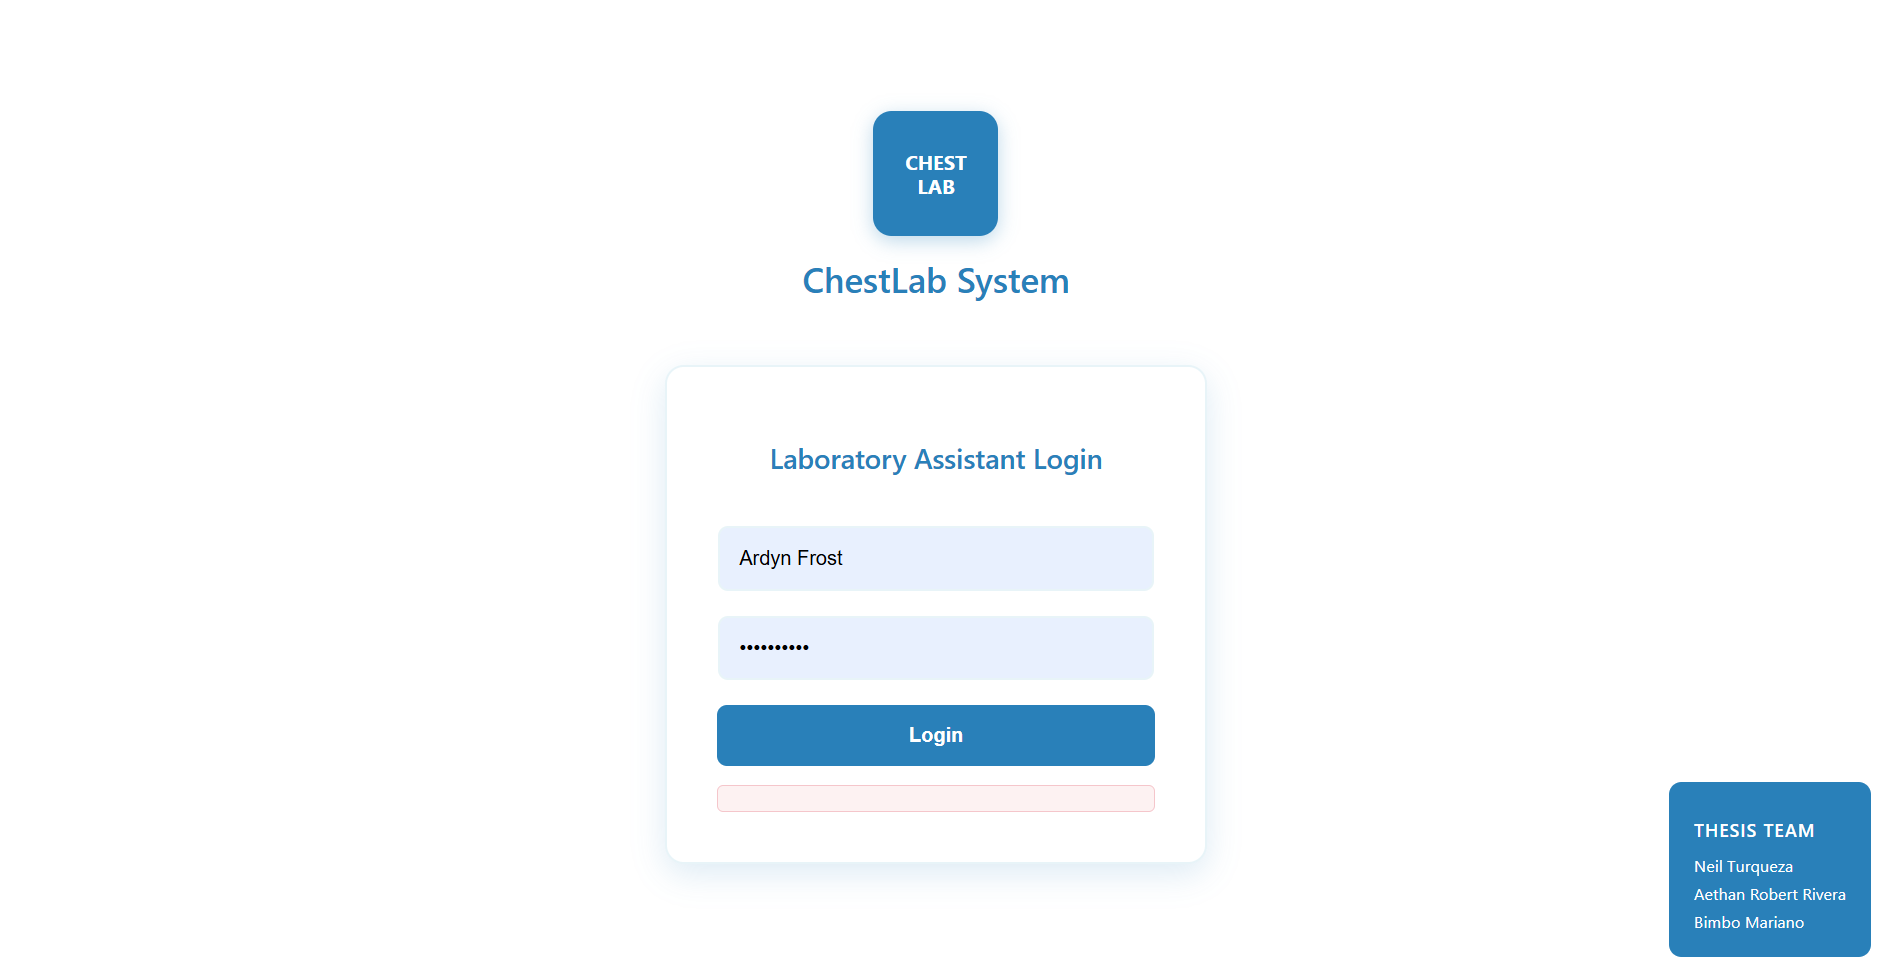 CHEST
LAB
ChestLab System
Laboratory Assistant Login
Ardyn Frost
••••••••••
Login
THESIS TEAM
Neil Turqueza
Aethan Robert Rivera
Bimbo Mariano